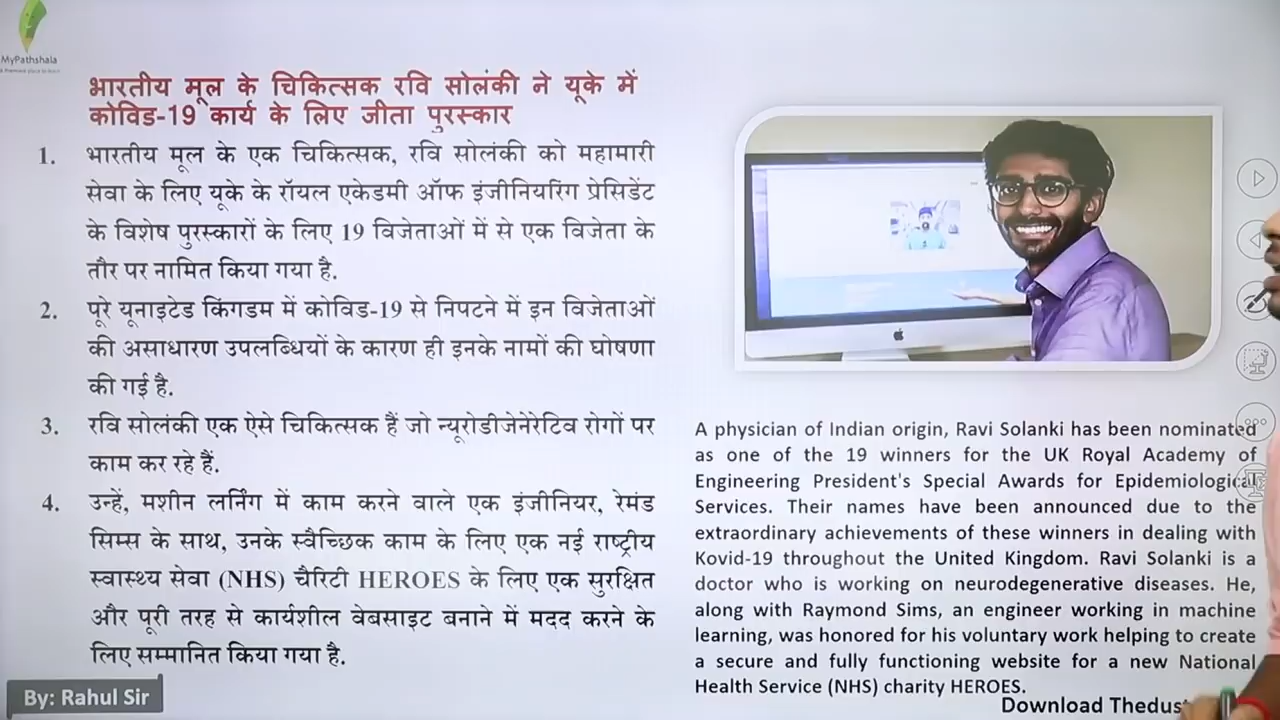 MyPathshala
भारतीय मूल के चिकित्सक रवि सोलंकी ने यूके में
कोविड-19 कार्य के लिए जीता पुरस्कार
1. भारतीय मूल के एक चिकित्सक, रवि सोलंकी को महामारी
सेवा के लिए यूके के रॉयल एकेडमी ऑफ इंजीनियरिंग प्रेसिडेंट
के विशेष पुरस्कारों के लिए 19 विजेताओं में से एक विजेता के
तौर पर नामित किया गया है.
2. पूरे यूनाइटेड किंगडम में कोविड-19 से निपटने में इन विजेताओं
की असाधारण उपलब्धियों के कारण ही इनके नामों की घोषणा
की गई है.
3. रवि सोलंकी एक ऐसे चिकित्सक हैं जो न्यूरोडीजेनेरेटिव रोगों पर
काम कर रहे हैं.
4. उन्हें, मशीन लर्निंग में काम करने वाले एक इंजीनियर, रेमंड
सिम्स के साथ, उनके स्वैच्छिक काम के लिए एक नई राष्ट्रीय
स्वास्थ्य सेवा (NHS) चैरिटी HEROES के लिए एक सुरक्षित
और पूरी तरह से कार्यशील वेबसाइट बनाने में मदद करने के
लिए सम्मानित किया गया है.
A physician of Indian origin, Ravi Solanki has been nominated
as one of the 19 winners for the UK Royal Academy of
Engineering President's Special Awards for Epidemiological
Services. Their names have been announced due to the
extraordinary achievements of these winners in dealing with
Kovid-19 throughout the United Kingdom. Ravi Solanki is a
doctor who is working on neurodegenerative diseases. He,
along with Raymond Sims, an engineer working in machine
learning, was honored for his voluntary work helping to create
a secure and fully functioning website for a new National
Health Service (NHS) charity HEROES.
By: Rahul Sir
Download Thedust